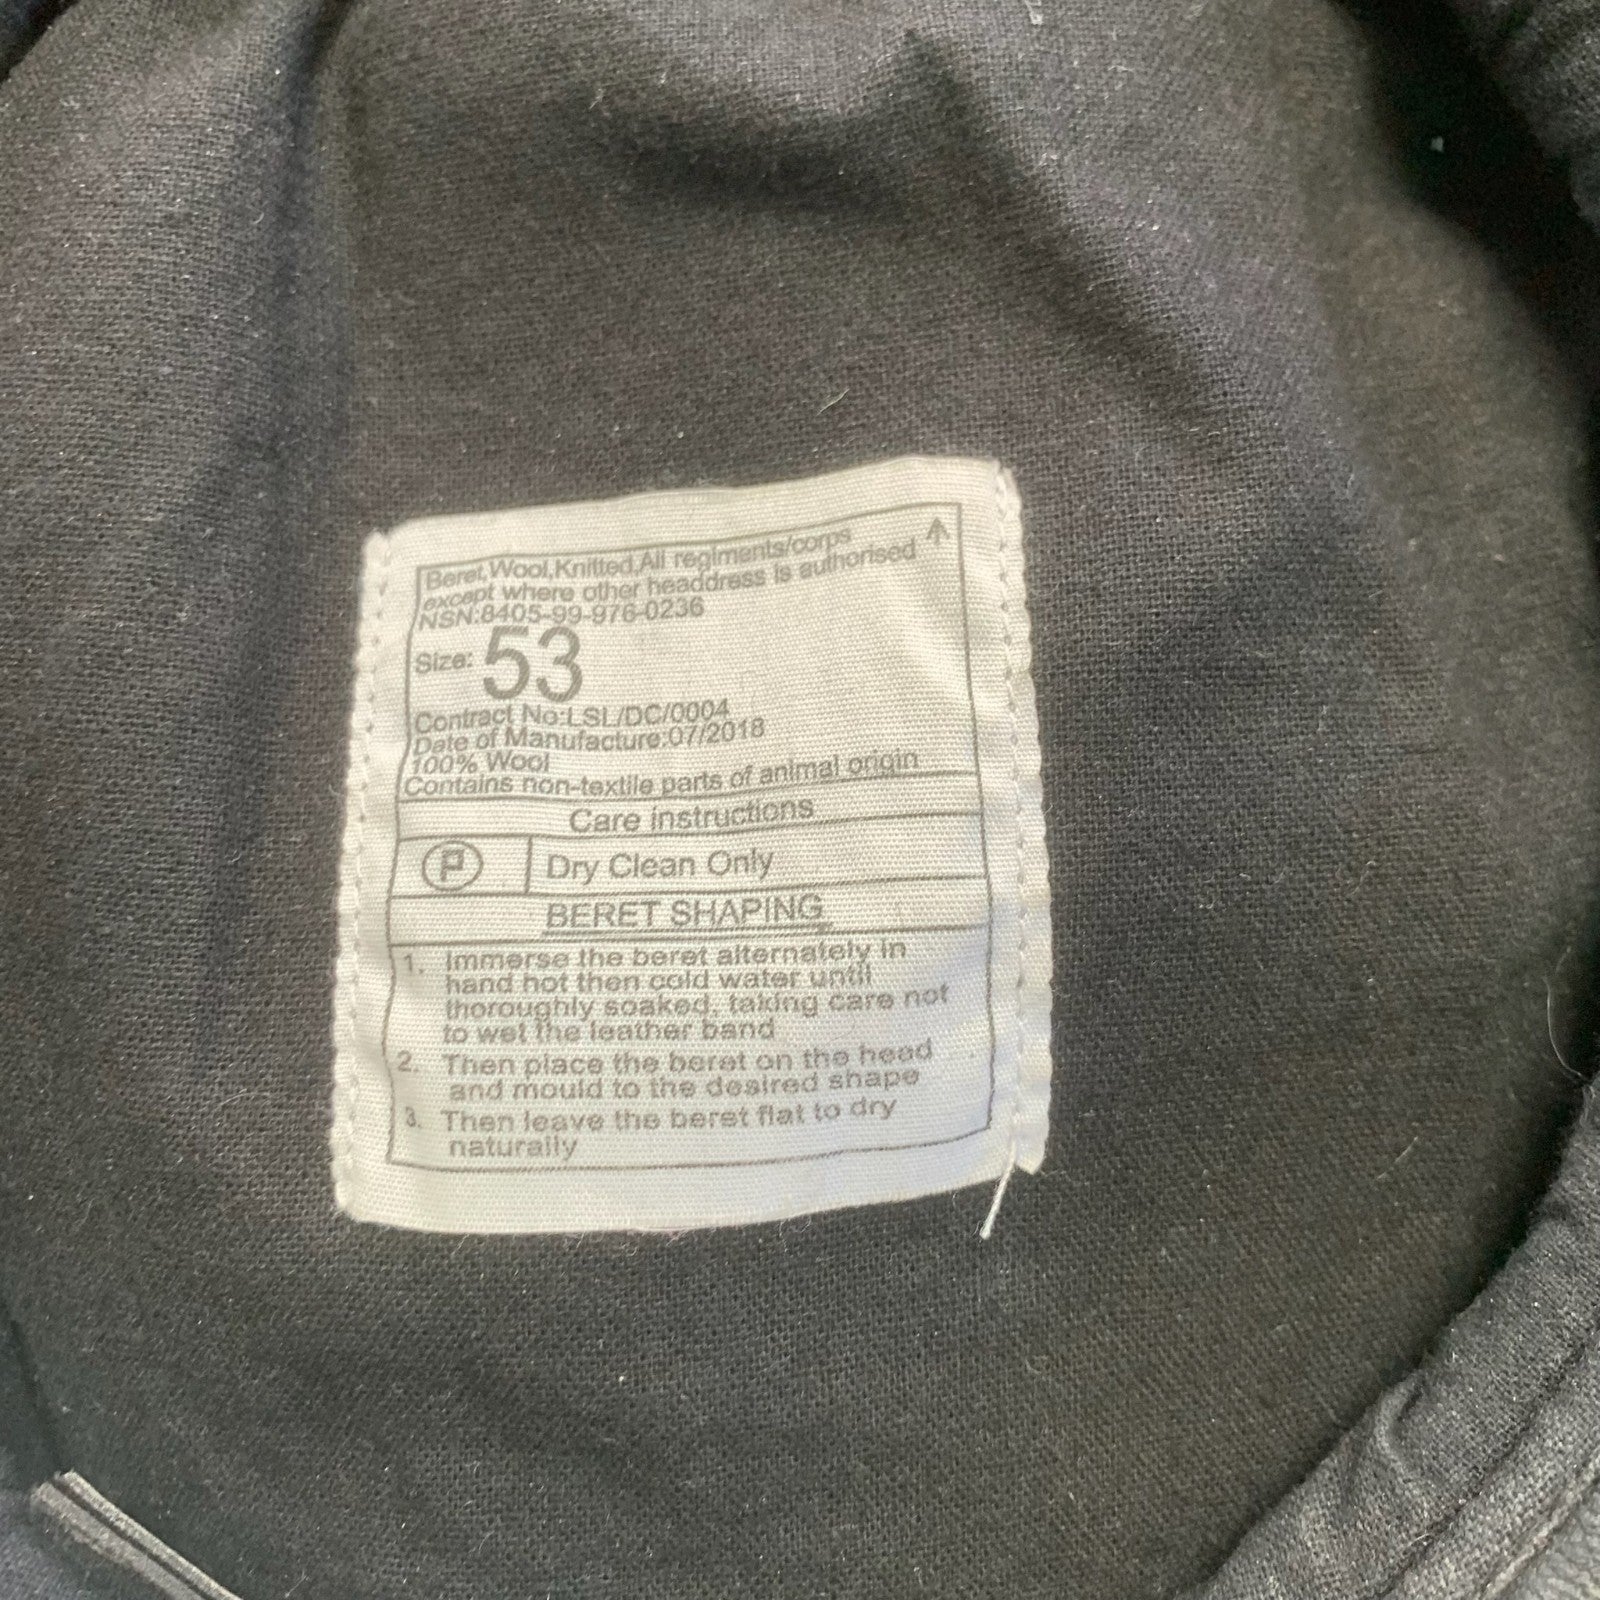 Beret,Wool,Knitted,All regiments/corps
except where other headdress is authorised
NSN:8405-99-976-0236
Size: 53
Contract No:LSL/DC/0004
Date of Manufacture:07/2018
100% Wool
Contains non-textile parts of animal origin
Care instructions
P Dry Clean Only
BERET SHAPING
1. Immerse the beret alternately in
hand hot then cold water until
thoroughly soaked, taking care not
to wet the leather band
2. Then place the beret on the head
and mould to the desired shape
3. Then leave the beret flat to dry
naturally